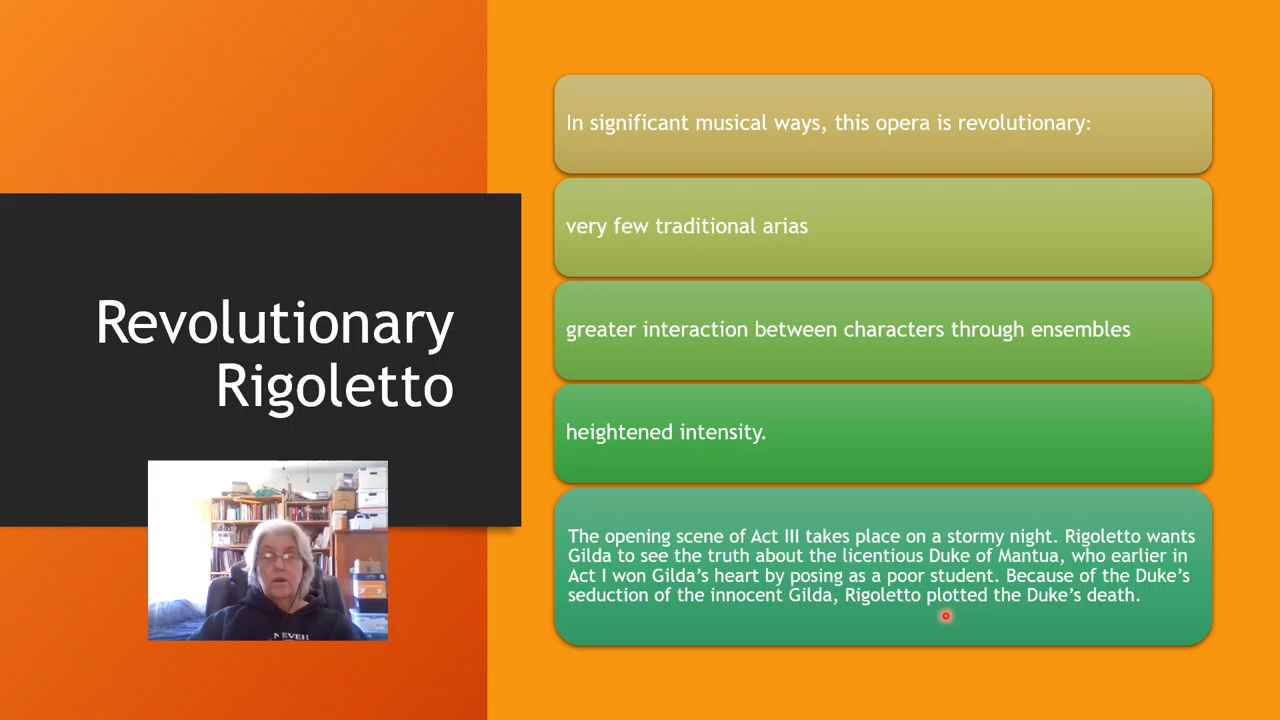 Revolutionary
Rigoletto
In significant musical ways, this opera is revolutionary:
very few traditional arias
greater interaction between characters through ensembles
heightened intensity.
The opening scene of Act III takes place on a stormy night. Rigoletto wants
Gilda to see the truth about the licentious Duke of Mantua, who earlier in
Act I won Gilda’s heart by posing as a poor student. Because of the Duke’s
seduction of the innocent Gilda, Rigoletto plotted the Duke’s death.
NEVER